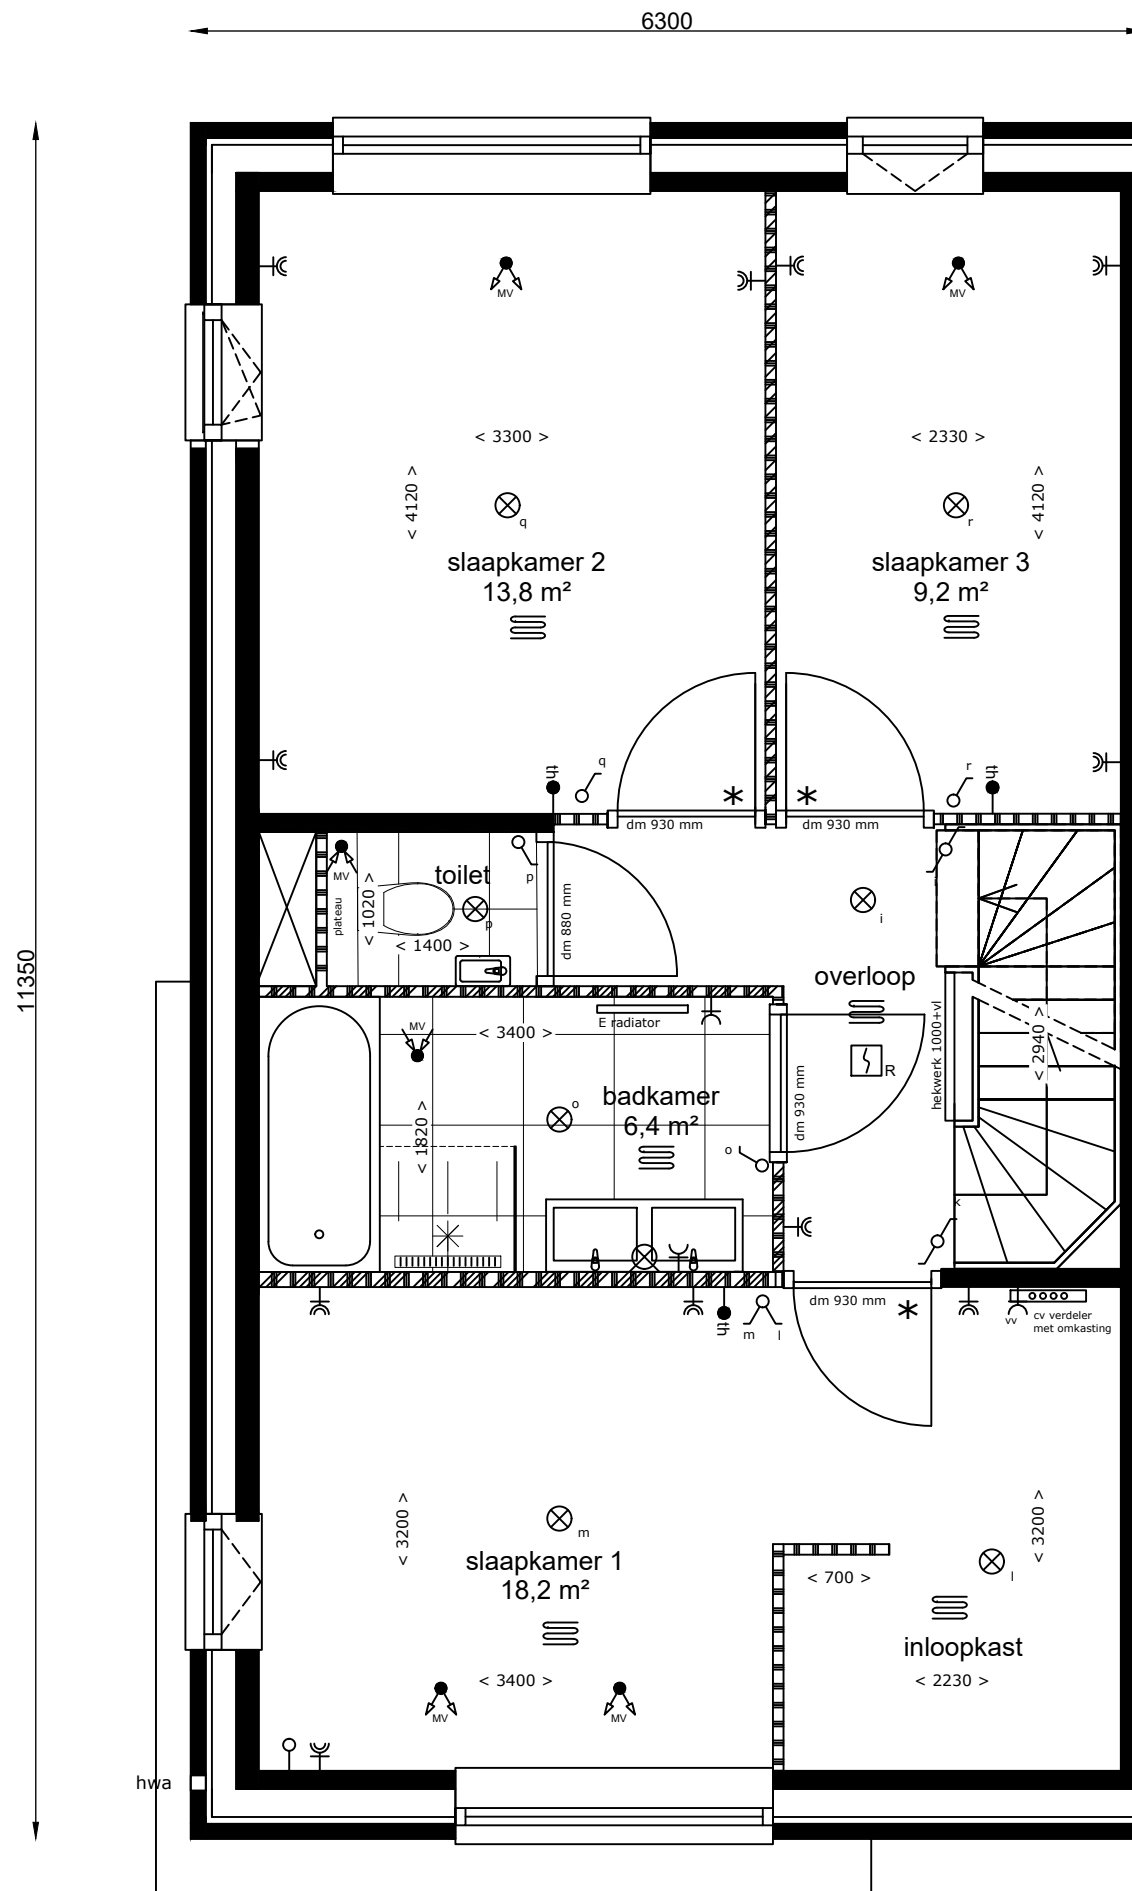 6300
11350
MV
MV
< 3300 >
< 2330 >
< 4120 >
< 4120 >
q
r
slaapkamer 2
13,8 m²
slaapkamer 3
9,2 m²
th
q
r
th
*
*
dm 930 mm
dm 930 mm
MV
toilet
p
plateau
< 1020 >
p
< 1400 >
dm 880 mm
i
overloop
E radiator
MV
< 3400 >
hekwerk 1000+vl
< 2940 >
R
badkamer
6,4 m²
o
dm 930 mm
< 1820 >
o
k
dm 930 mm
*
th
m
l
vv
cv verdeler
met omkasting
< 3200 >
< 3200 >
m
slaapkamer 1
18,2 m²
l
< 700 >
inloopkast
< 3400 >
< 2230 >
MV
MV
hwa